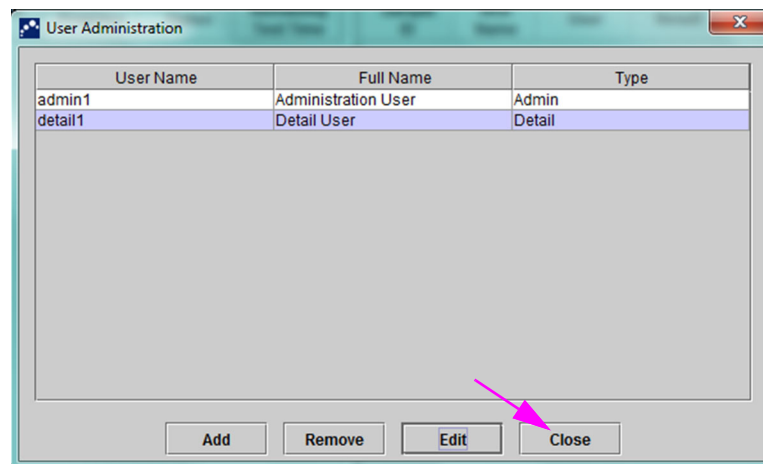 User Administration
User Name Full Name Type
admin1 Administration User Admin
detail1 Detail User Detail
Add Remove Edit Close